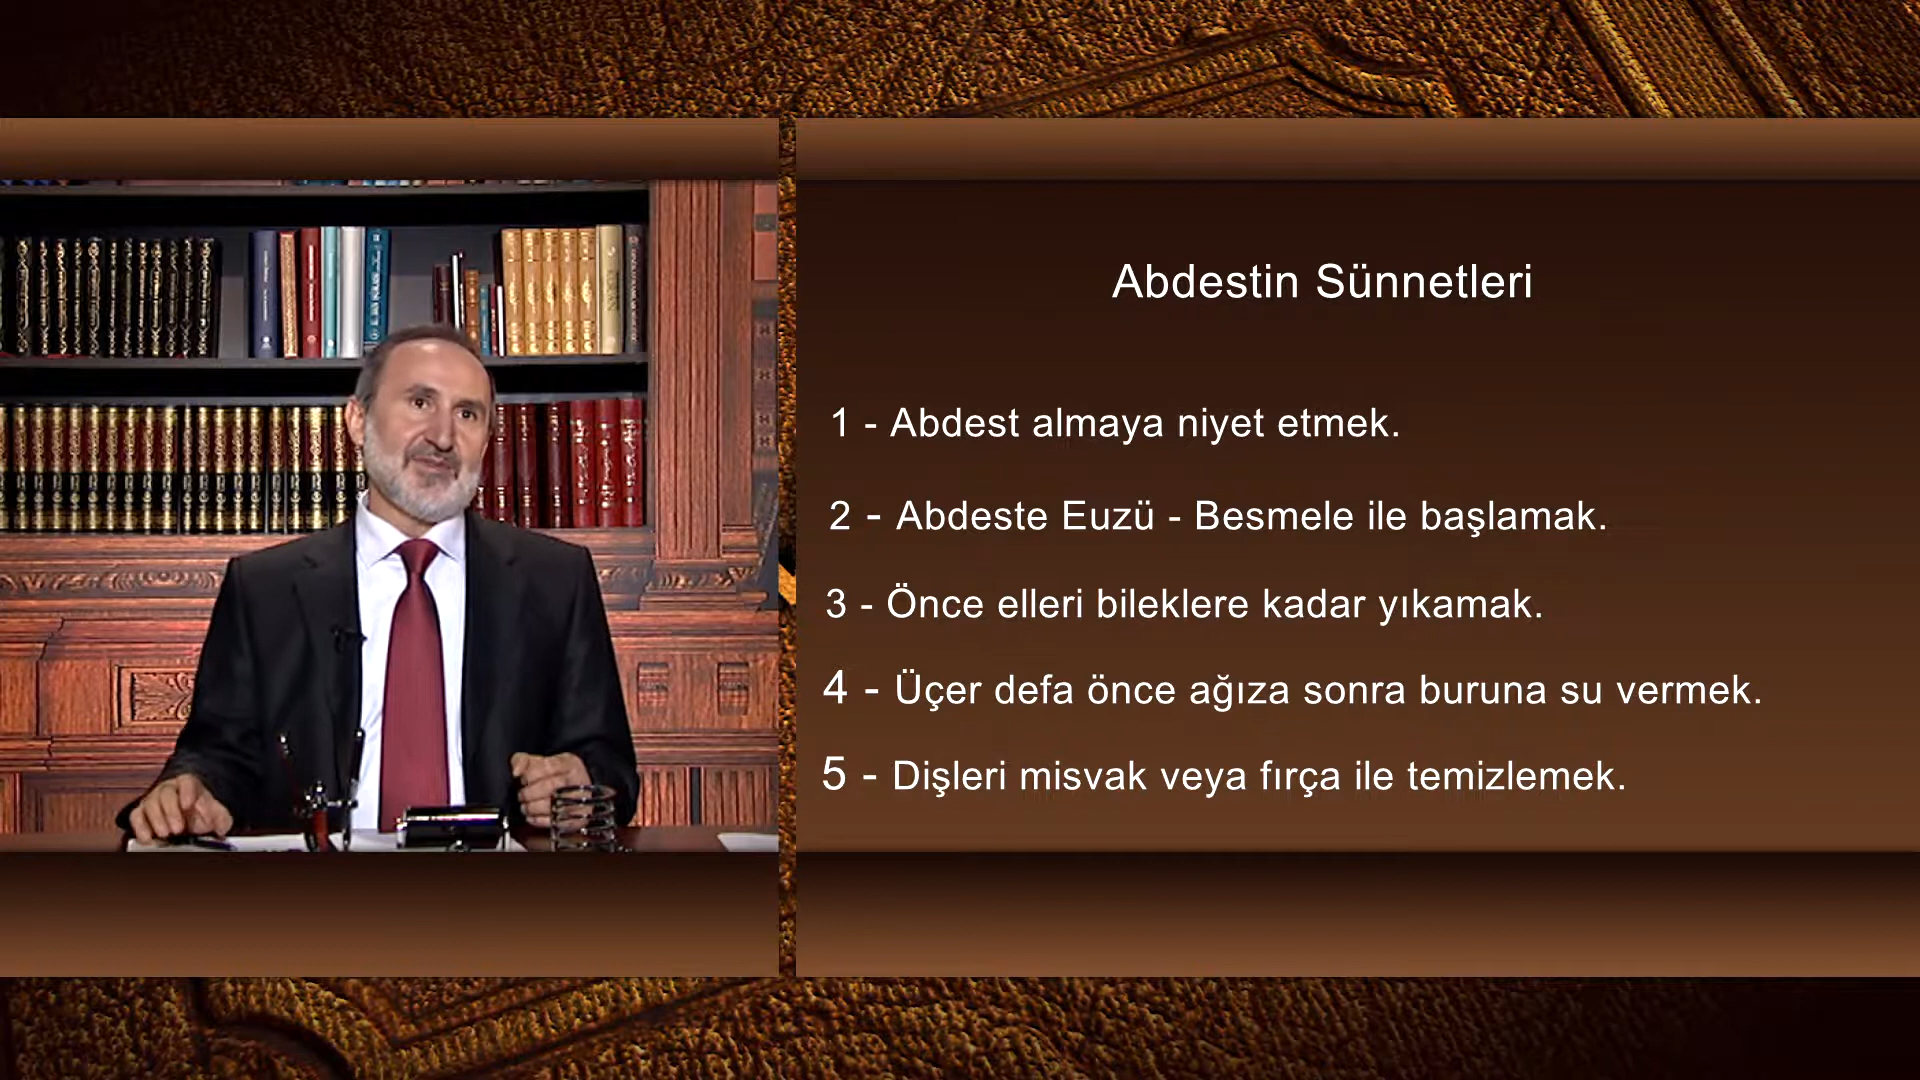 Abdestin Sünnetleri
1 - Abdest almaya niyet etmek.
2 - Abdeste Euzü - Besmele ile başlamak.
3 - Önce elleri bileklere kadar yıkamak.
4 - Üçer defa önce ağıza sonra buruna su vermek.
5 - Dişleri misvak veya fırça ile temizlemek.